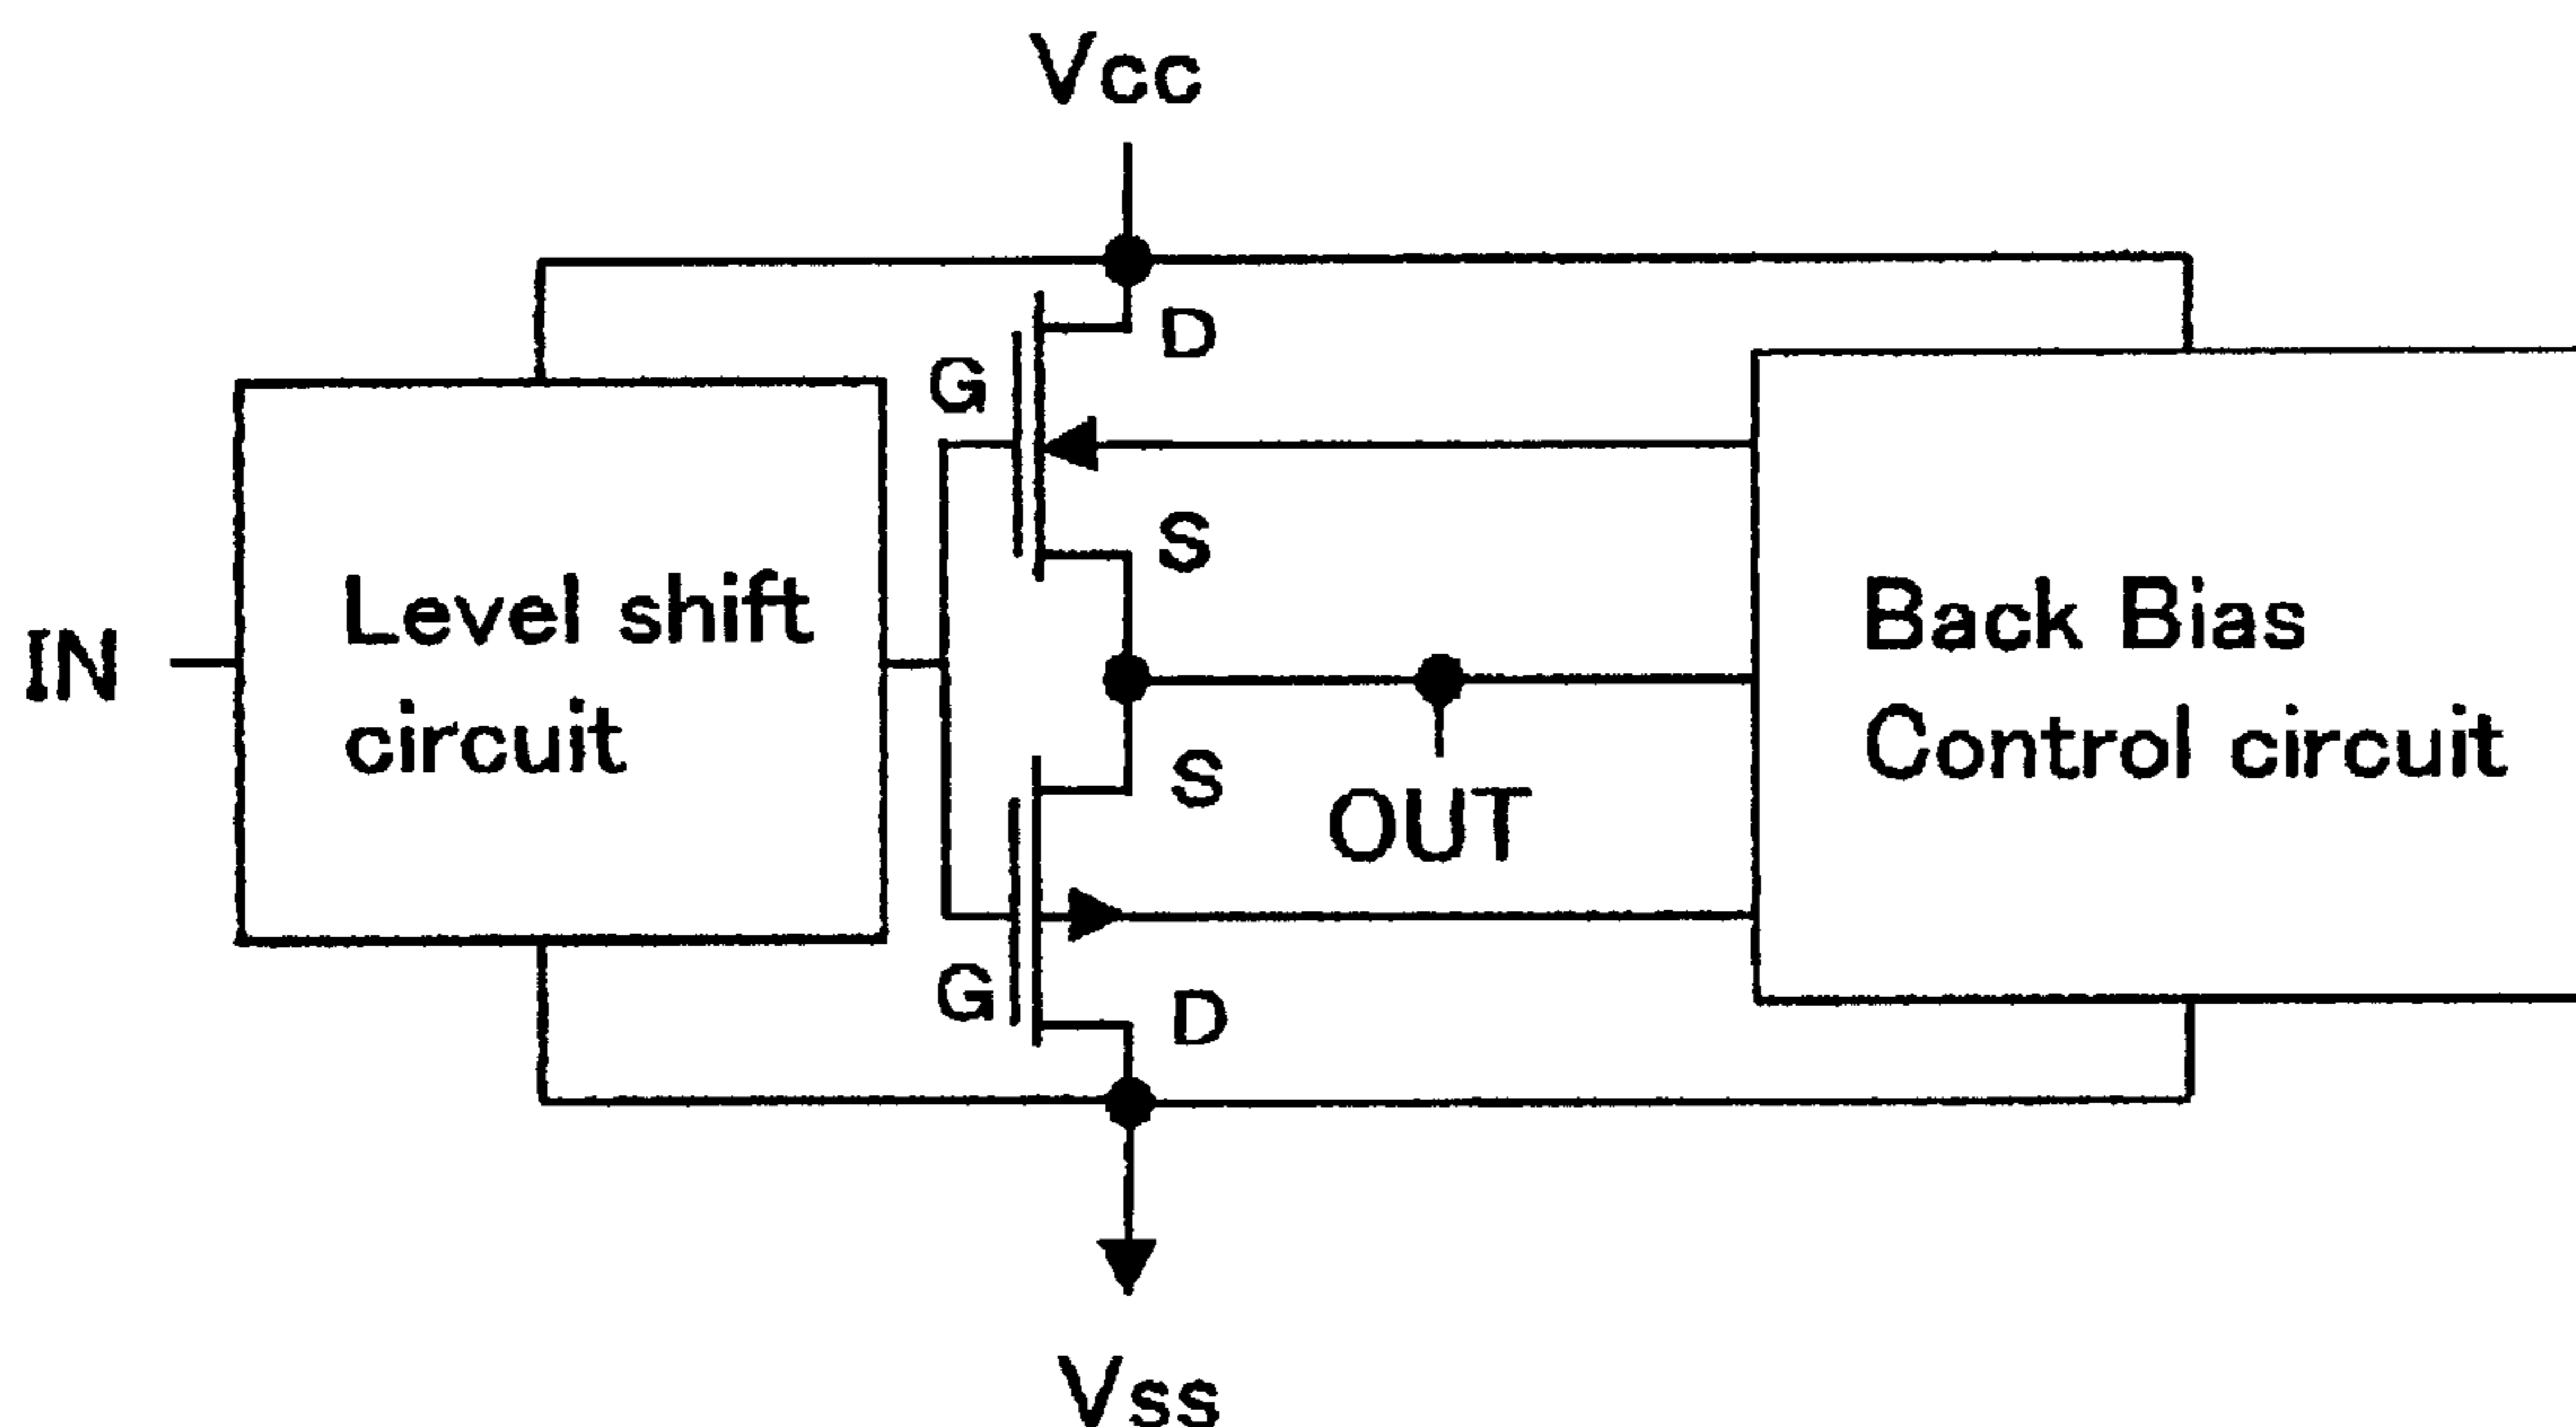 Vcc
D
G
S
Level shift
circuit
IN
Back Bias
Control circuit
S
OUT
G
D
Vss